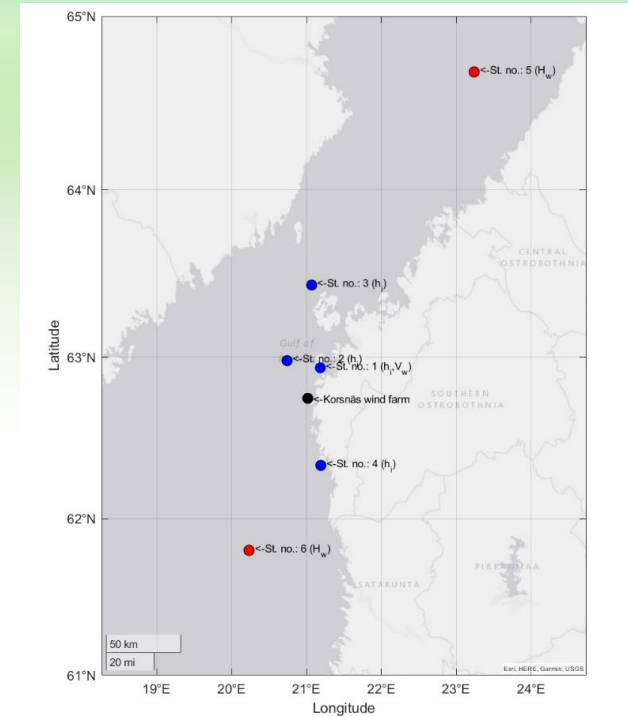 65°N
<-St. no.: 5 (Hw)
64°N
CENTRAL
OSTROBOTHNIA
<-St. no.: 3 (hi)
Gulf of
63°N
<-St. no.: 2 (hi)
<-St. no.: 1 (hi,Vw)
<-Korsnäs wind farm
SOUTHERN
OSTROBOTHNIA
<-St. no.: 4 (hi)
62°N
<-St. no.: 6 (Hw)
PIRKANMAA
SATAKUNTA
50 km
20 mi
Esri, HERE, Garmin, USGS
61°N
19°E 20°E 21°E 22°E 23°E 24°E
Longitude
Latitude